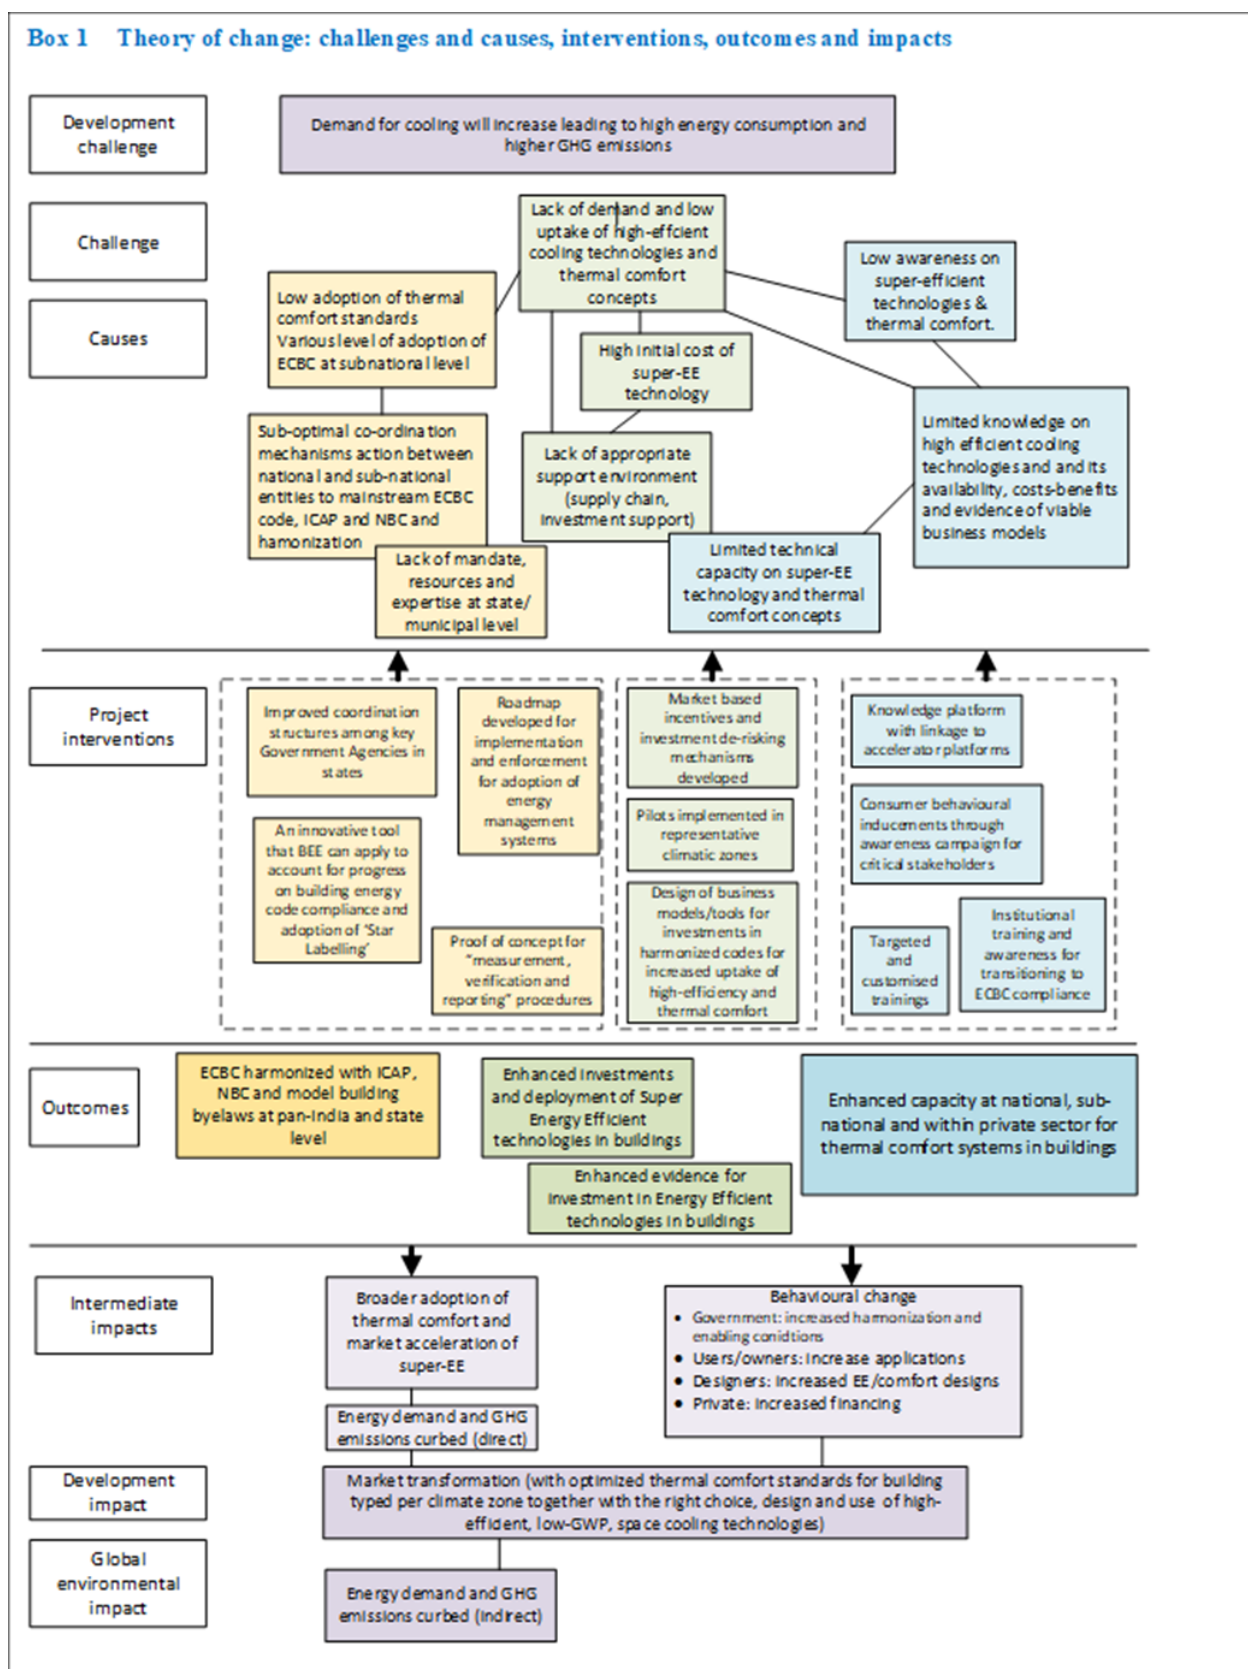 Box 1 Theory of change: challenges and causes, interventions, outcomes and impacts
Development
challenge
Demand for cooling will increase leading to high energy consumption and
higher GHG emissions
Challenge
Lack of demand and low
uptake of high-effcient
cooling technologies and
thermal comfort
concepts
Low awareness on
super-efficient
technologies &
thermal comfort.
Causes
Low adoption of thermal
comfort standards
Various level of adoption of
ECBC at subnational level
High initial cost of
super-EE
technology
Limited knowledge on
high efficient cooling
technologies and and its
availability, costs-benefits
and evidence of viable
business models
Sub-optimal co-ordination
mechanisms action between
national and sub-national
entities to mainstream ECBC
code, ICAP and NBC and
hamonization
Lack of appropriate
support environment
(supply chain,
investment support)
Lack of mandate,
resources and
expertise at state/
municipal level
Limited technical
capacity on super-EE
technology and thermal
comfort concepts
Project
interventions
Improved coordination
structures among key
Government Agencies in
states
Roadmap
developed for
implementation
and enforcement
for adoption of
energy
management
systems
An innovative tool
that BEE can apply to
account for progress
on building energy
code compliance and
adoption of 'Star
Labelling'
Proof of concept for
"measurement,
verification and
reporting" procedures
Market based
incentives and
investment de-risking
mechanisms
developed
Pilots implemented in
representative
climatic zones
Design of business
models/tools for
investments in
harmonized codes for
increased uptake of
high-efficiency and
thermal comfort
Knowledge platform
with linkage to
accelerator platforms
Consumer behavioural
inducements through
awareness campaign for
critical stakeholders
Targeted
and
customised
trainings
Institutional
training and
awareness for
transitioning to
ECBC compliance
Outcomes
ECBC harmonized with ICAP,
NBC and model building
byelaws at pan-India and state
level
Enhanced investments
and deployment of Super
Energy Efficient
technologies in buildings
Enhanced evidence for
investment in Energy Efficient
technologies in buildings
Enhanced capacity at national, sub-
national and within private sector for
thermal comfort systems in buildings
Intermediate
impacts
Broader adoption of
thermal comfort and
market acceleration of
super-EE
Energy demand and GHG
emissions curbed (direct)
Behavioural change
• Government: increased harmonization and
enabling conidtions
• Users/owners: increase applications
• Designers: increased EE/comfort designs
• Private: increased financing
Development
impact
Market transformation (with optimized thermal comfort standards for building
typed per climate zone together with the right choice, design and use of high-
efficient, low-GWP, space cooling technologies)
Global
environmental
impact
Energy demand and GHG
emissions curbed (indirect)